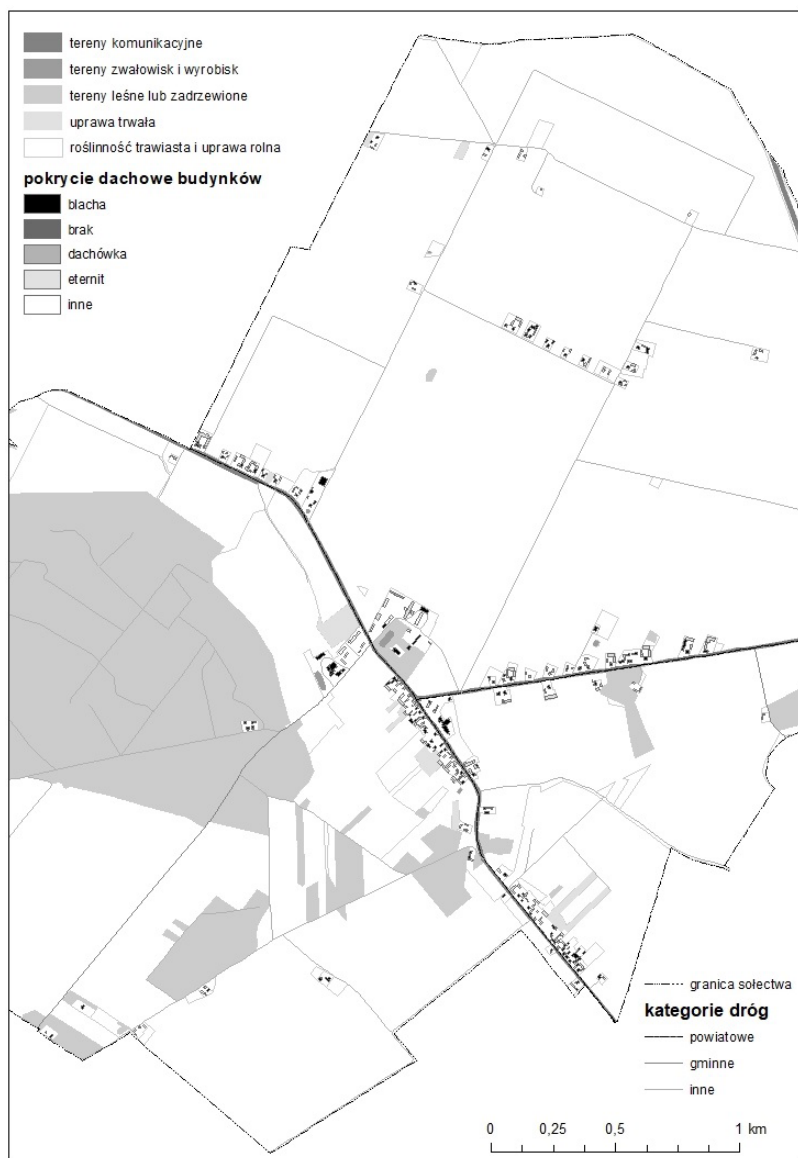 tereny komunikacyjne
tereny zwałowisk i wyrobisk
tereny leśne lub zadrzewione
uprawa trwała
roślinność trawiasta i uprawa rolna
pokrycie dachowe budynków
blacha
brak
dachówka
eternit
inne
granica sołectwa
kategorie dróg
powiatowe
gminne
inne
0 0,25 0,5 1 km